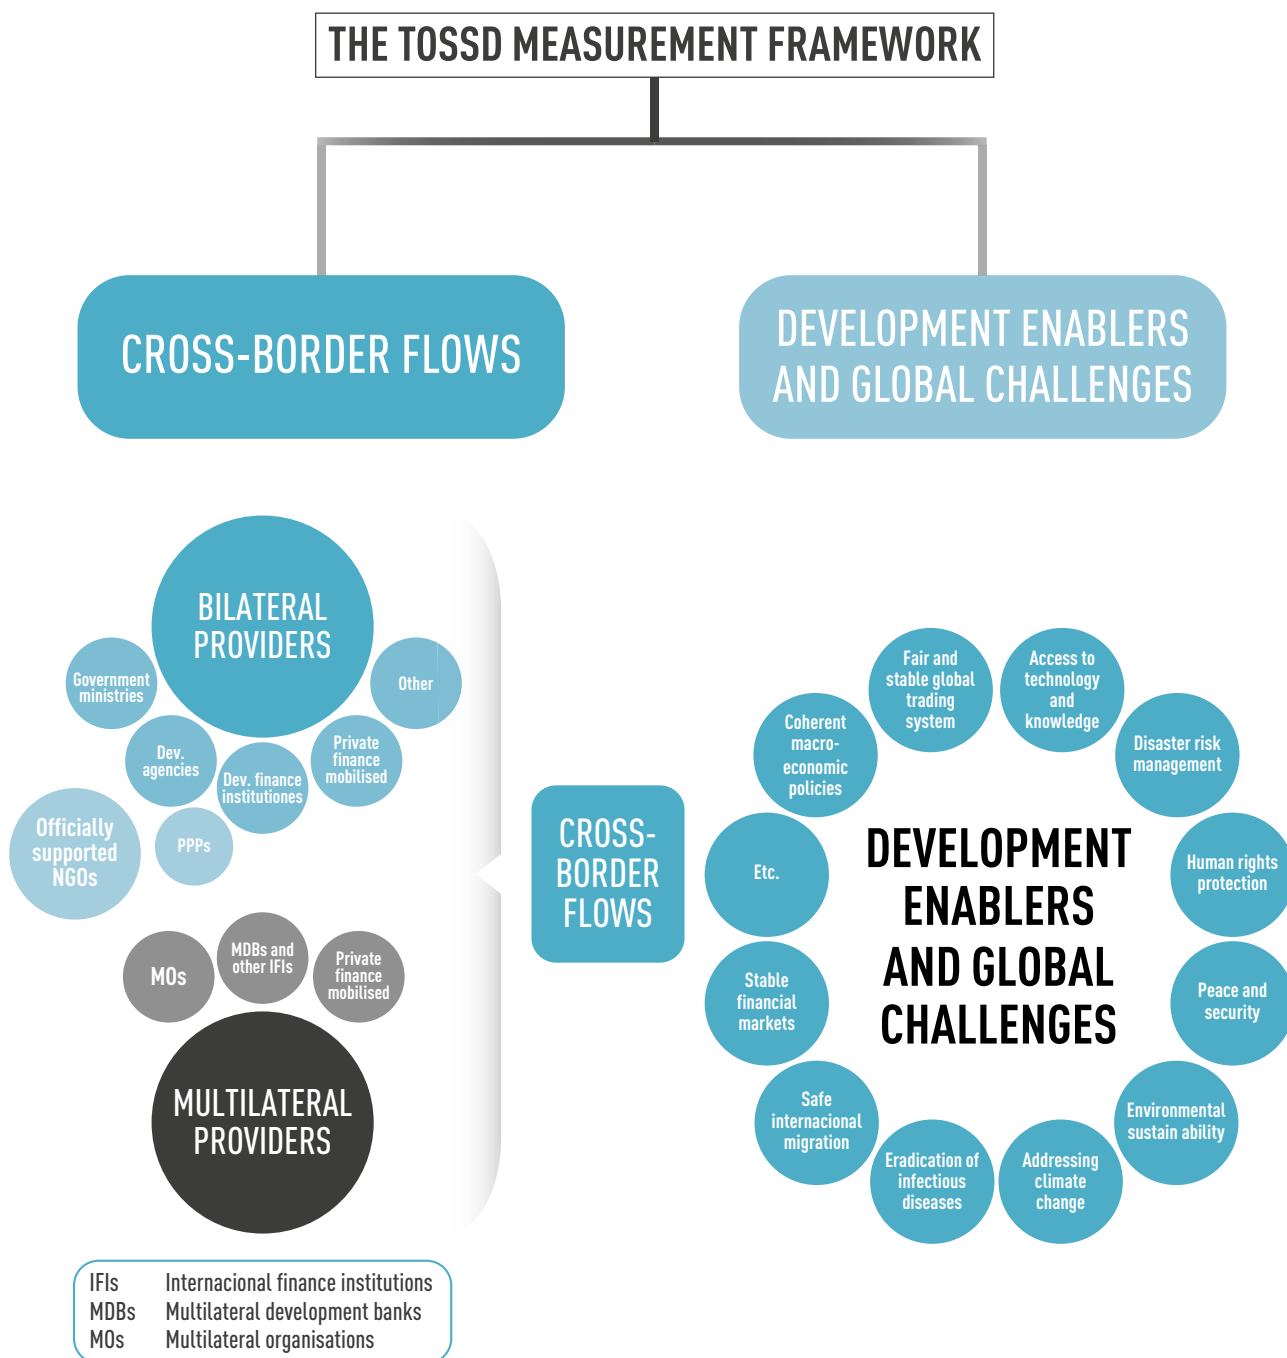 THE TOSSD MEASUREMENT FRAMEWORK
CROSS-BORDER FLOWS
DEVELOPMENT ENABLERS
AND GLOBAL CHALLENGES
BILATERAL
PROVIDERS
Government
ministries
Other
Dev.
agencies
Dev. finance
institutiones
Private
finance
mobilised
Officially
supported
NGOs
PPPs
MOs
MDBs and
other IFIs
Private
finance
mobilised
MULTILATERAL
PROVIDERS
CROSS-
BORDER
FLOWS
Fair and
stable global
trading
system
Access to
technology
and
knowledge
Coherent
macro-
economic
policies
Disaster risk
management
Etc.
Human rights
protection
DEVELOPMENT
ENABLERS
AND GLOBAL
CHALLENGES
Stable
financial
markets
Peace and
security
Safe
internacional
migration
Environmental
sustain ability
Eradication of
infectious
diseases
Addressing
climate
change
IFIs Internacional finance institutions
MDBs Multilateral development banks
MOs Multilateral organisations